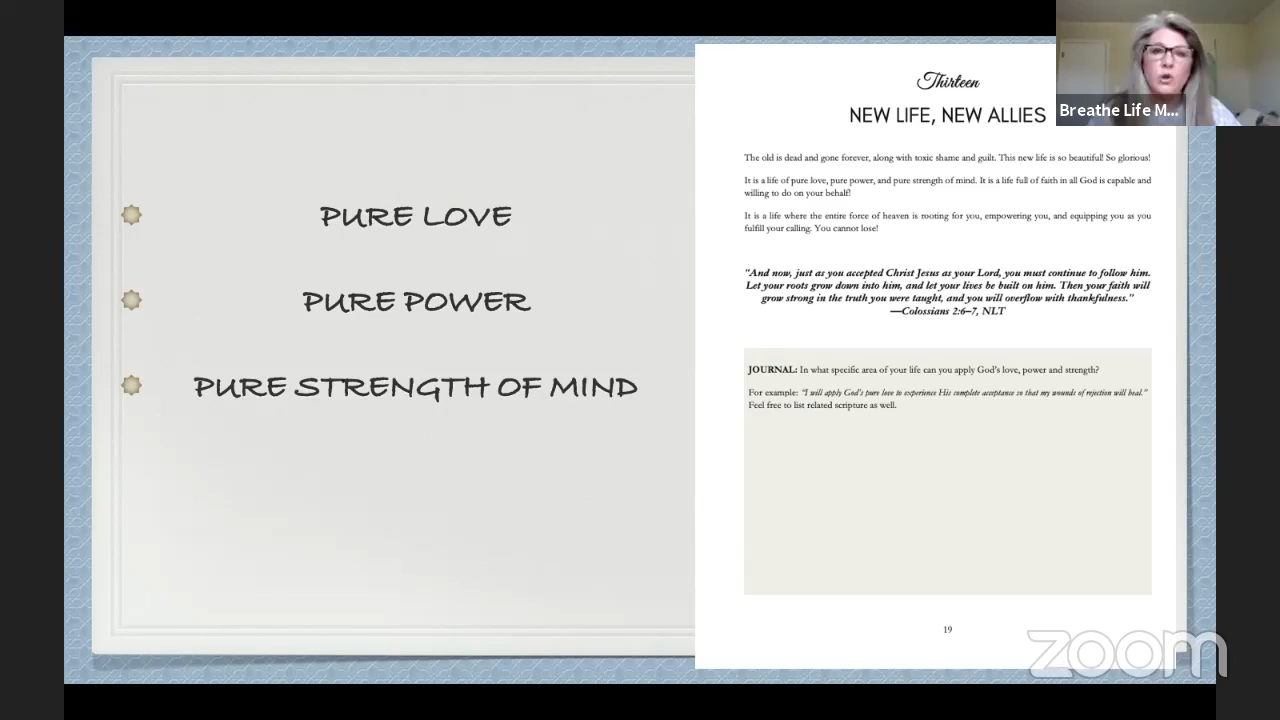 PURE LOVE
PURE POWER
PURE STRENGTH OF MIND
Thirteen
NEW LIFE, NEW ALLIES
The old is dead and gone forever, along with toxic shame and guilt. This new life is so beautiful! So glorious!
It is a life of pure love, pure power, and pure strength of mind. It is a life full of faith in all God is capable and
willing to do on your behalf!
It is a life where the entire force of heaven is rooting for you, empowering you, and equipping you as you
fulfill your calling. You cannot lose!
"And now, just as you accepted Christ Jesus as your Lord, you must continue to follow him.
Let your roots grow down into him, and let your lives be built on him. Then your faith will
grow strong in the truth you were taught, and you will overflow with thankfulness."
—Colossians 2:6–7, NLT
JOURNAL: In what specific area of your life can you apply God's love, power and strength?
For example: "I will apply God's pure love to experience His complete acceptance so that my wounds of rejection will heal."
Feel free to list related scripture as well.
19
Breathe Life M...
zoom